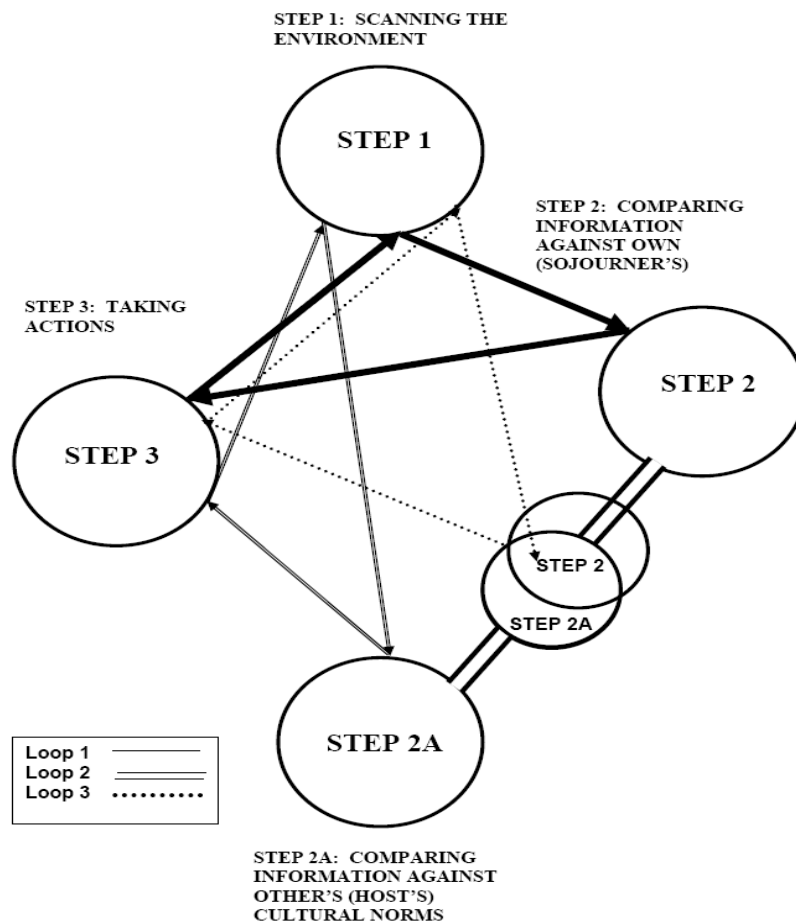 STEP 1: SCANNING THE
ENVIRONMENT
STEP 1
STEP 2: COMPARING
INFORMATION
AGAINST OWN
(SOJOURNER'S)
STEP 3: TAKING
ACTIONS
STEP 2
STEP 3
STEP 2
STEP 2A
STEP 2A
Loop 1
Loop 2
Loop 3
STEP 2A: COMPARING
INFORMATION AGAINST
OTHER'S (HOST'S)
CULTURAL NORMS